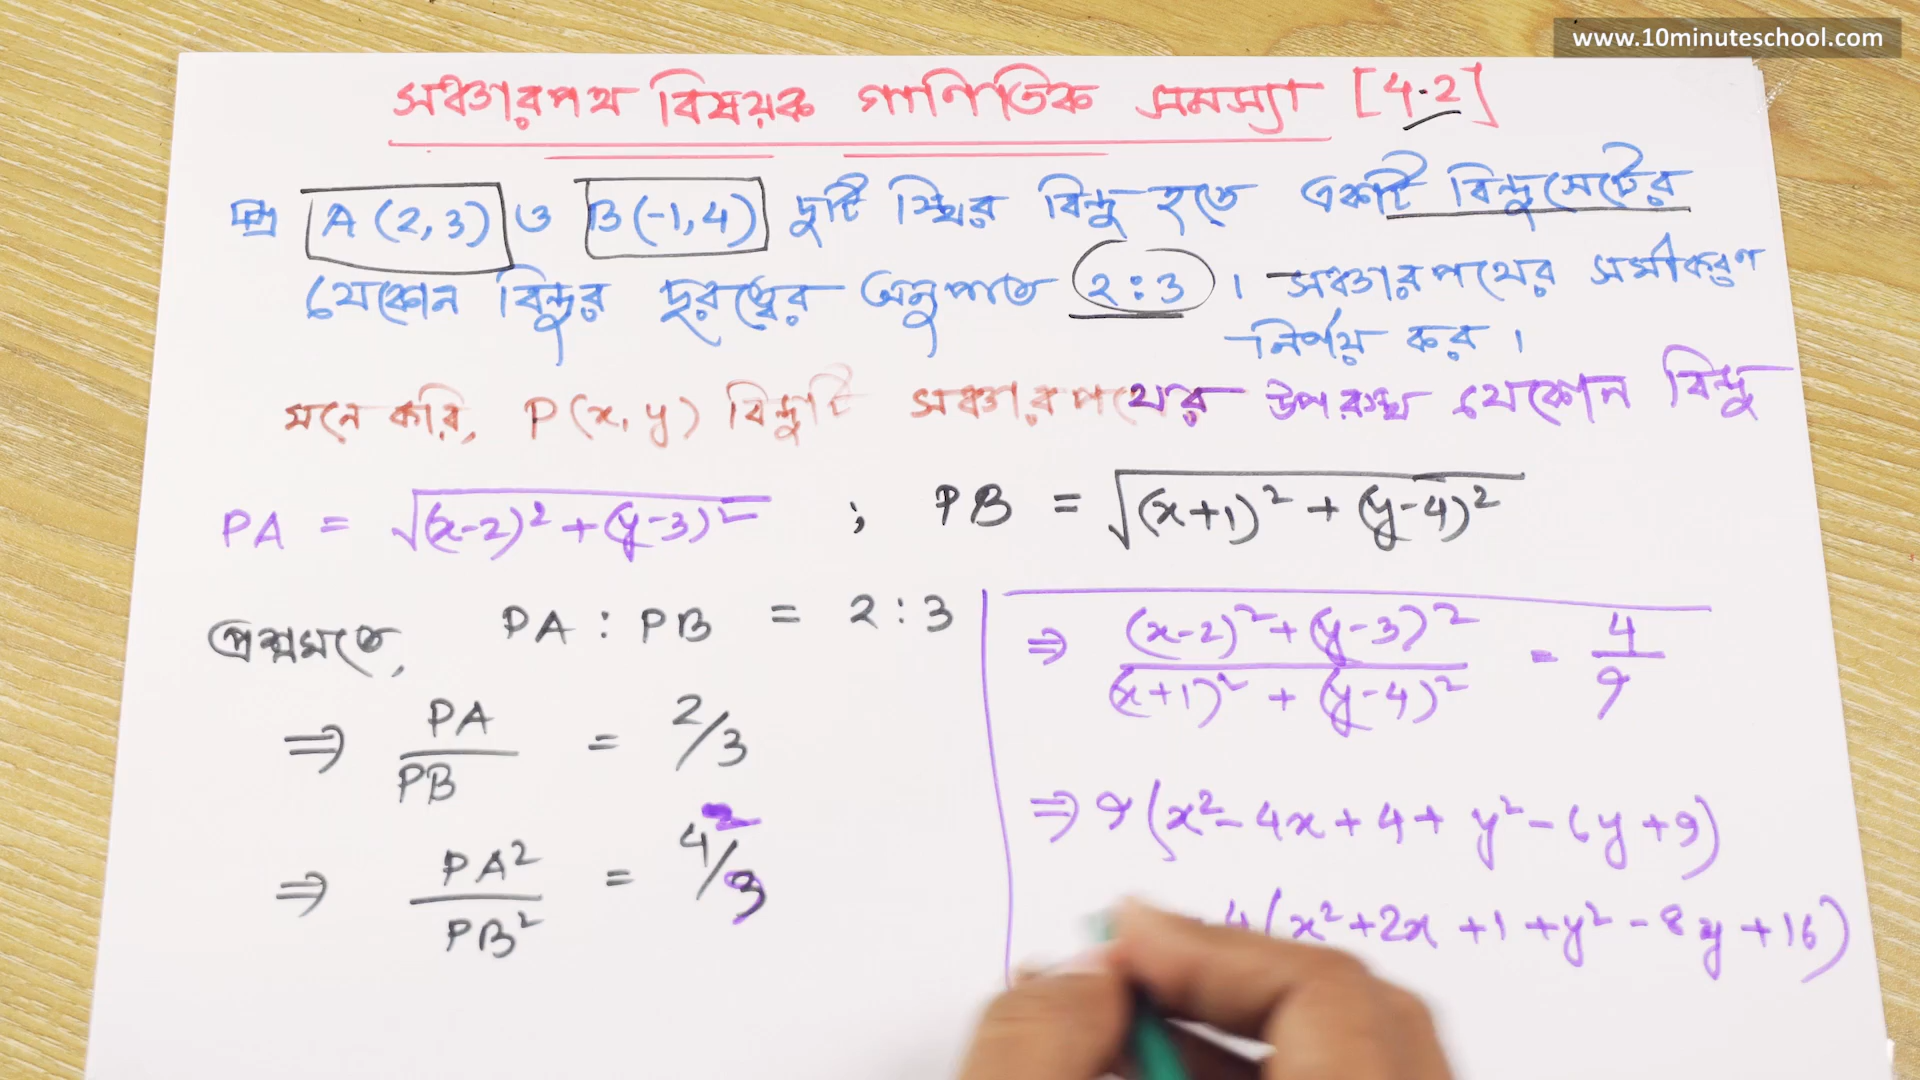 www.10minuteschool.com
সঞ্চারপথ বিষয়ক গাণিতিক সমস্যা [4.2]
প্রশ্ন A (2, 3) ও B (-1, 4) দুটি স্থির বিন্দু হতে একটি বিন্দুসেটের
যেকোন বিন্দুর দূরত্বের অনুপাত 2 : 3 । সঞ্চারপথের সমীকরণ
নির্ণয় কর ।
মনে করি, P(x, y) বিন্দুটি সঞ্চারপথের উপরস্থ যেকোন বিন্দু
PA = √(x-2)² + (y-3)² ; PB = √(x+1)² + (y-4)²
প্রশ্নমতে, PA : PB = 2 : 3
⇒ PA/PB = 2/3
⇒ PA²/PB² = 4/9
⇒ (x-2)² + (y-3)² / (x+1)² + (y-4)² = 4/9
⇒ 9 (x² - 4x + 4 + y² - 6y + 9)
4 (x² + 2x + 1 + y² - 8y + 16)